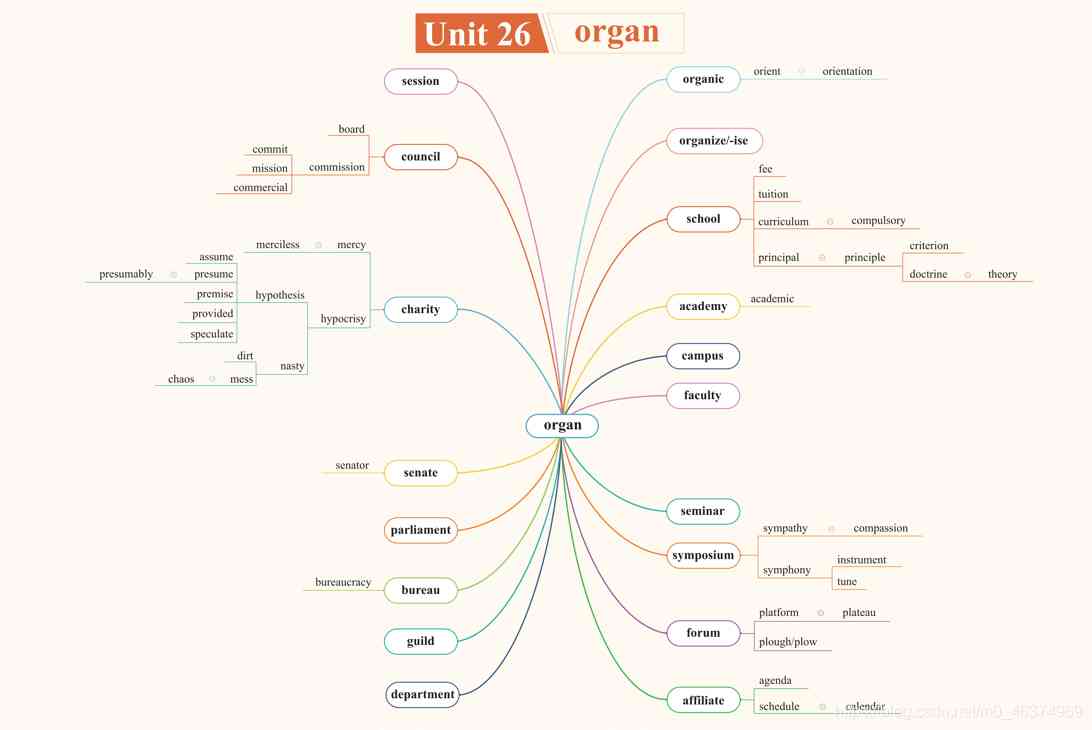 Unit 26 organ
session
board
council
commit
mission
commission
commercial
merciless mercy
assume
presumably presume
premise
hypothesis
provided
speculate
hypocrisy
charity
dirt
nasty
chaos mess
senator
senate
parliament
bureaucracy
bureau
guild
department
organ
organic
orient orientation
organize/-ise
school
fee
tuition
curriculum compulsory
principal principle
criterion
doctrine theory
academy
academic
campus
faculty
seminar
symposium
sympathy compassion
symphony
instrument
tune
forum
platform plateau
plough/plow
affiliate
agenda
schedule calendar
https://blog.csdn.net/m0_46374969